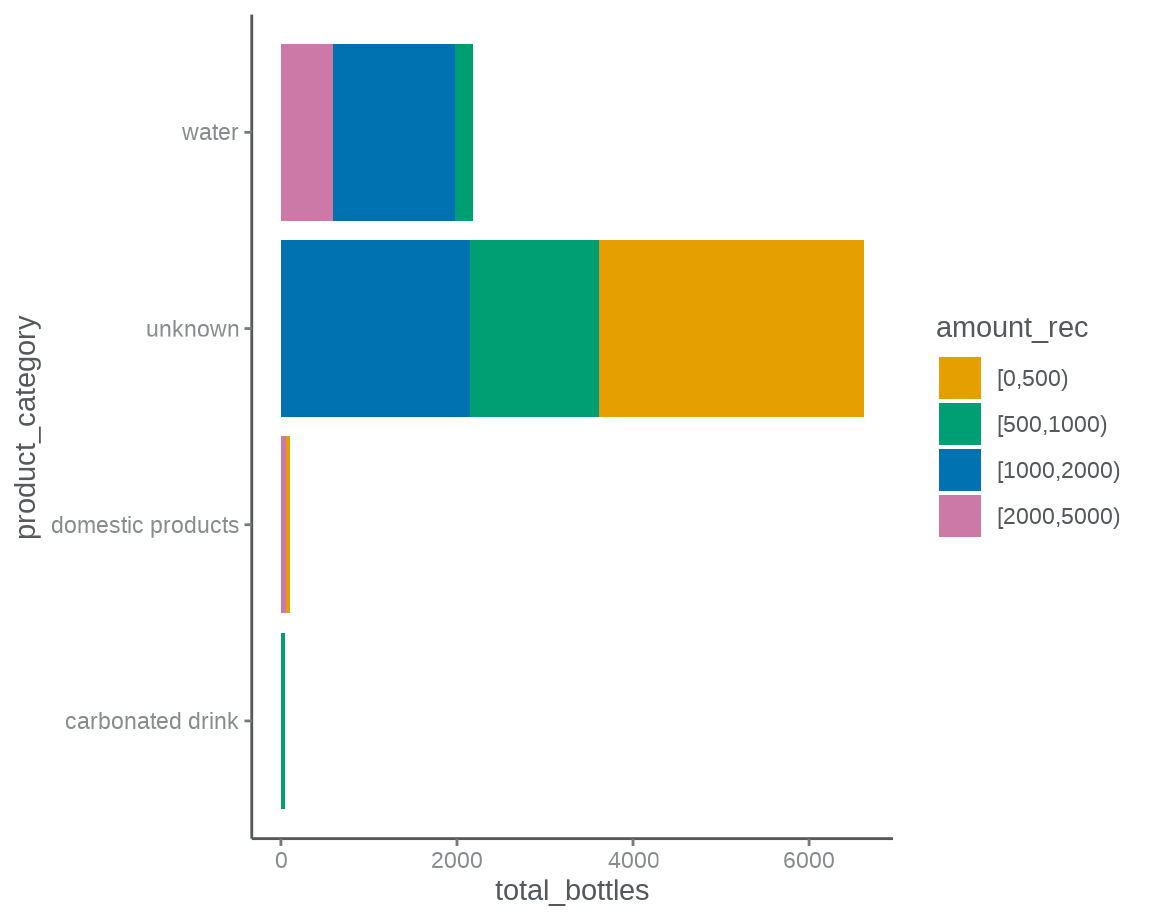 product_category
water
unknown
domestic products
carbonated drink
0 2000 4000 6000
total_bottles
amount_rec
[0,500)
[500,1000)
[1000,2000)
[2000,5000)